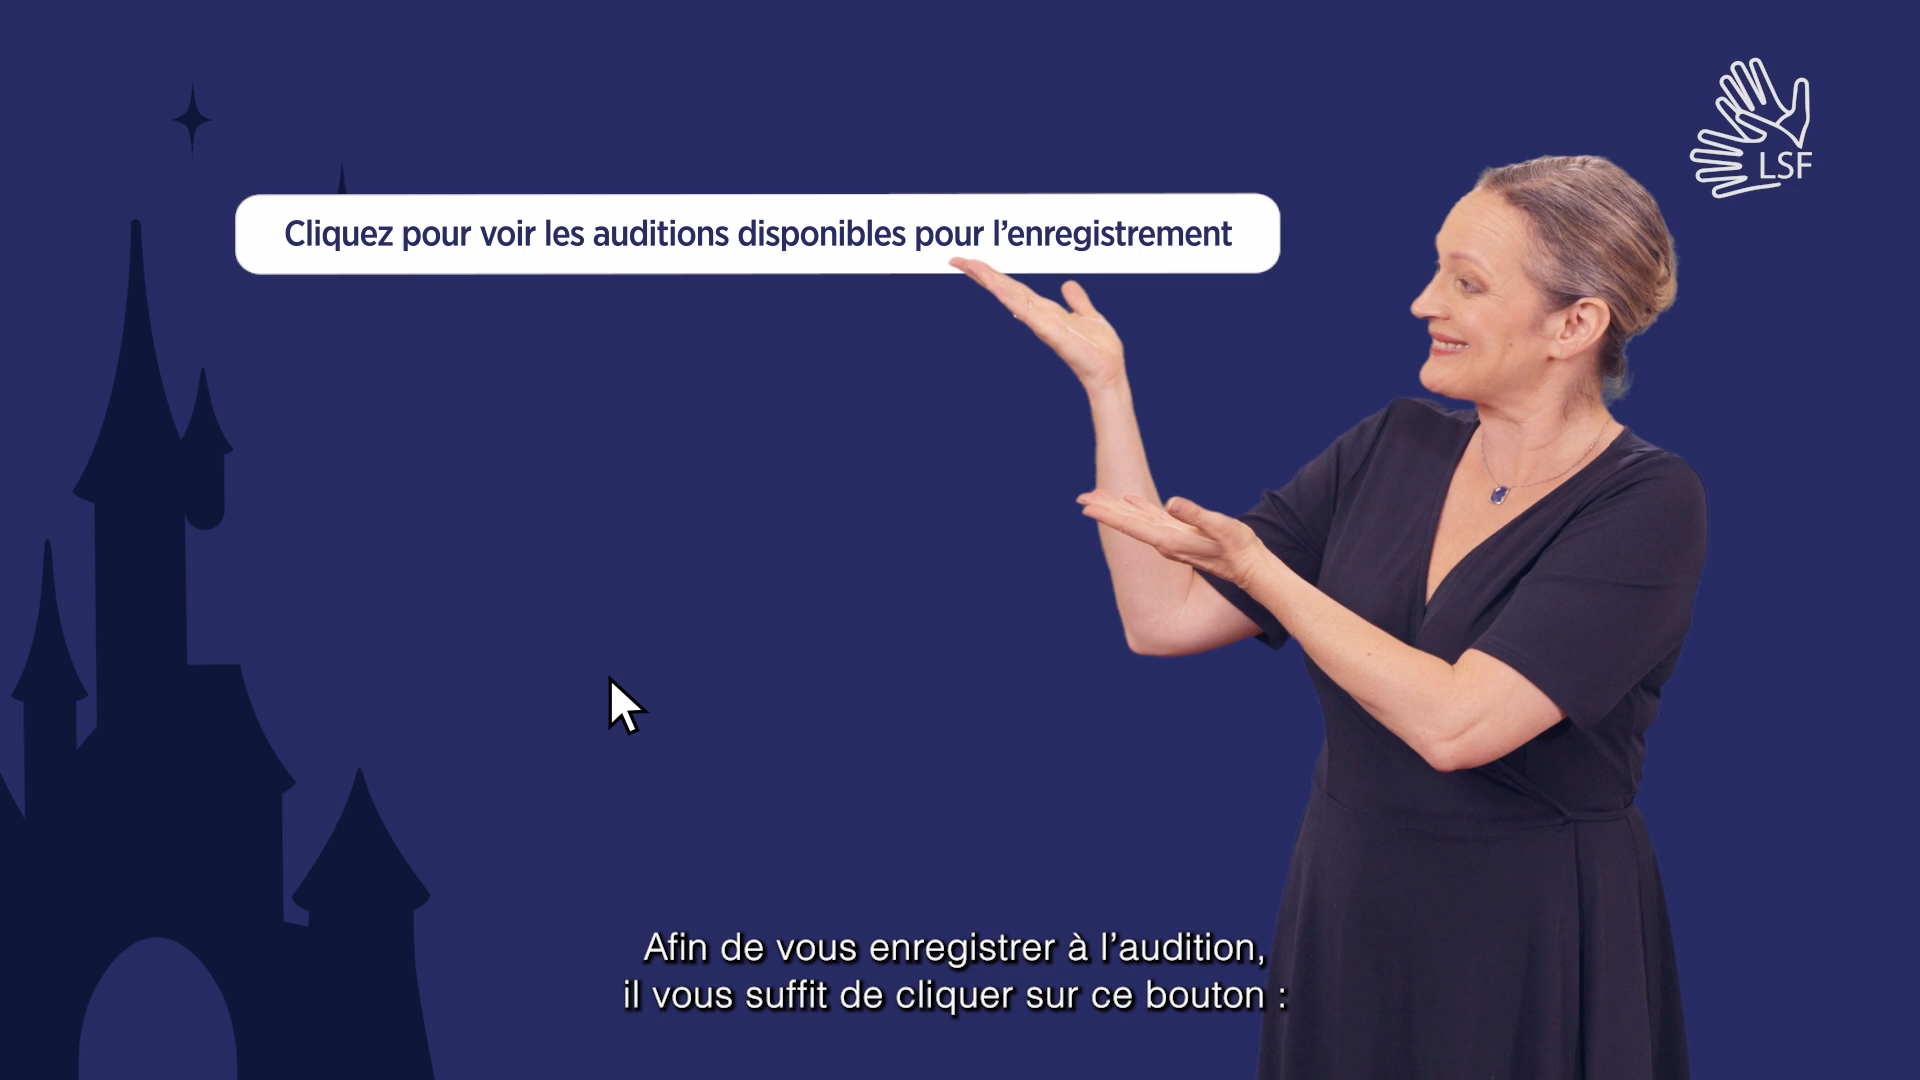 LSF
Cliquez pour voir les auditions disponibles pour l’enregistrement
Afin de vous enregistrer à l’audition,
il vous suffit de cliquer sur ce bouton :